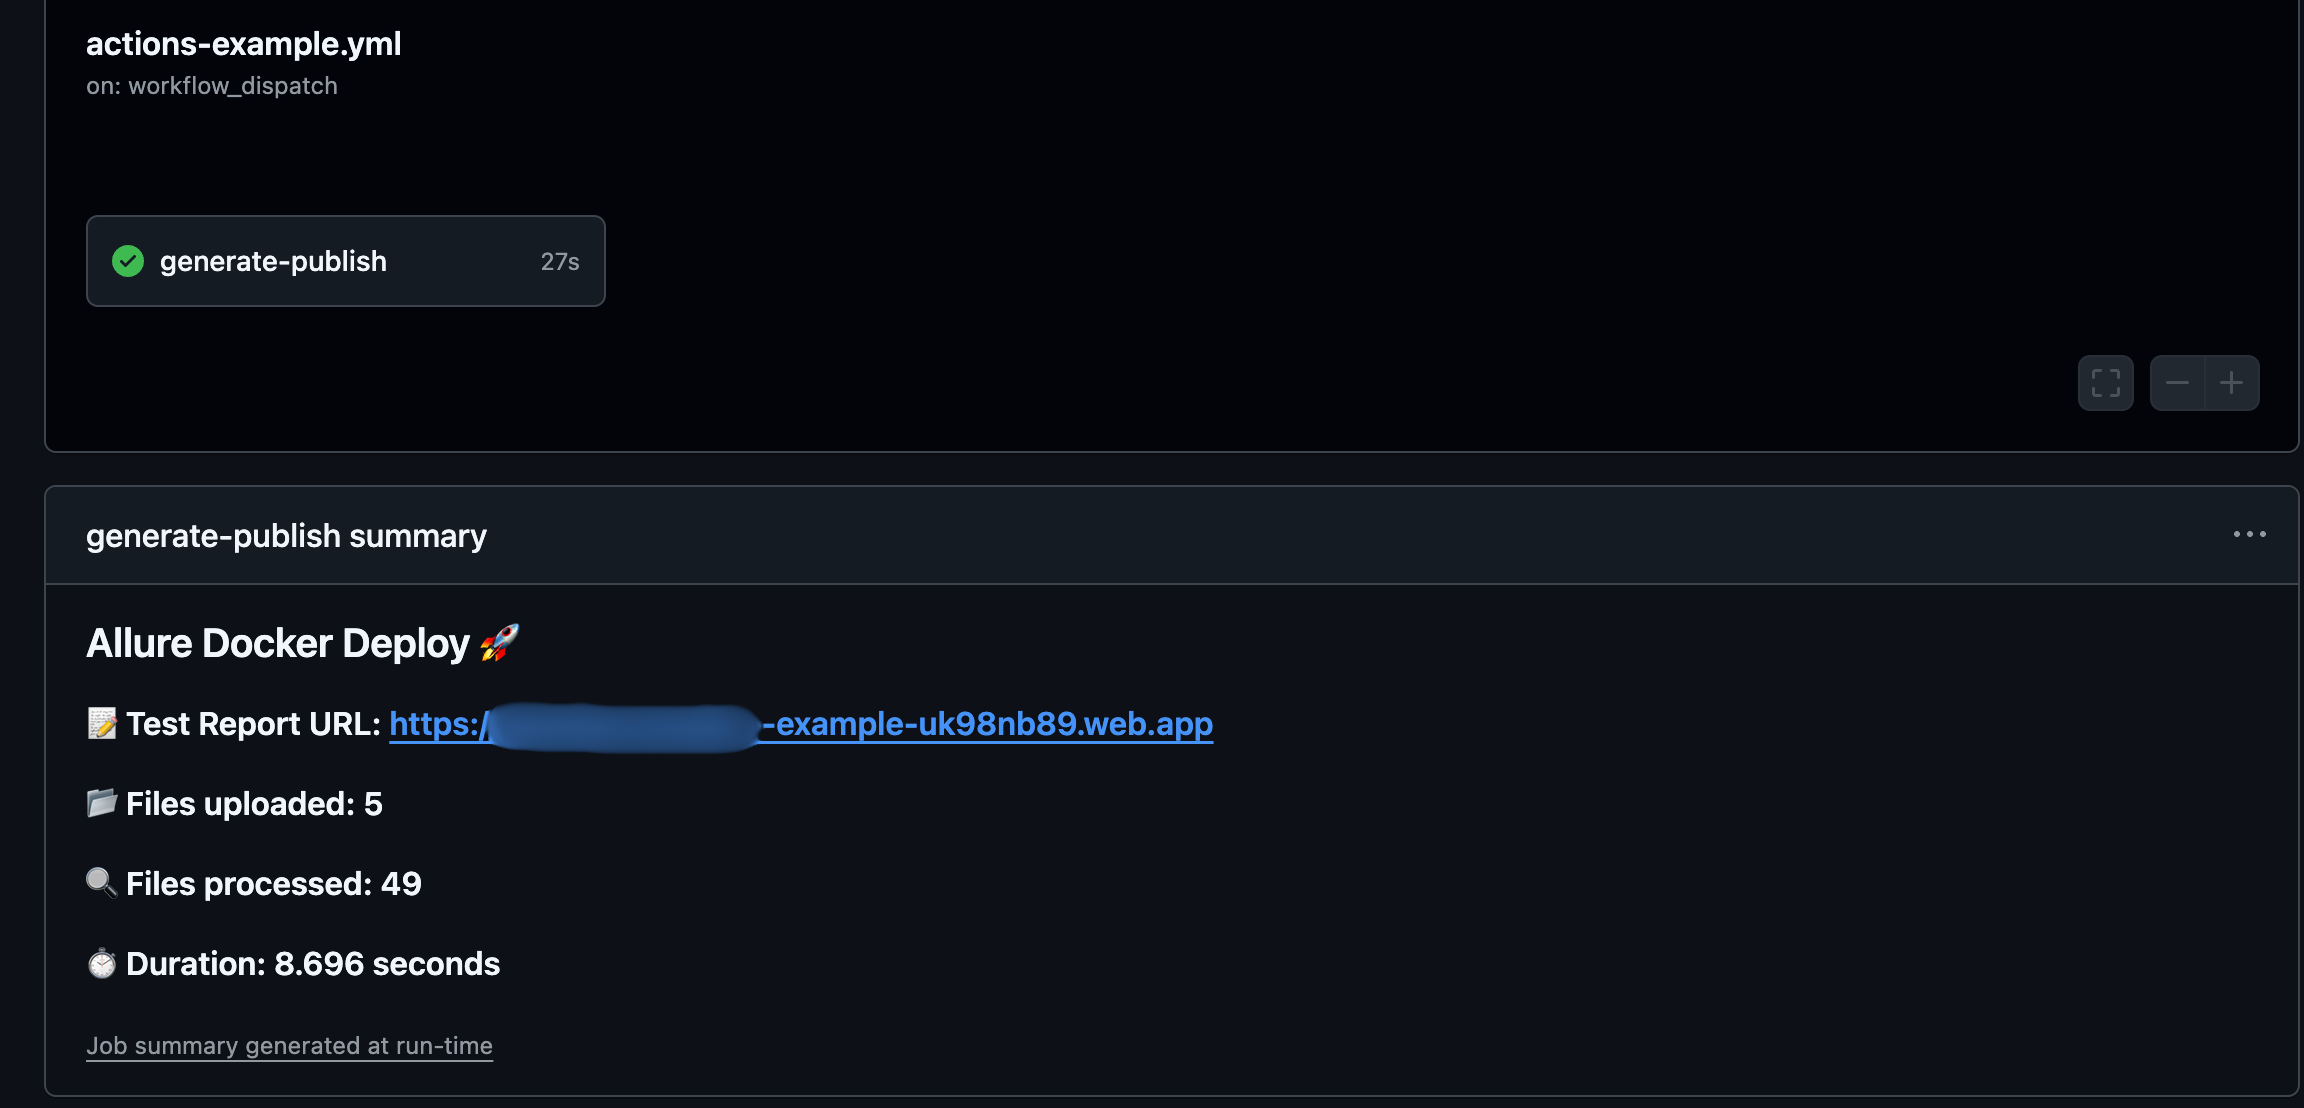 actions-example.yml
on: workflow_dispatch
generate-publish 27s
generate-publish summary
Allure Docker Deploy 🚀
📝 Test Report URL: https:/ -example-uk98nb89.web.app
📂 Files uploaded: 5
🔍 Files processed: 49
⏱ Duration: 8.696 seconds
Job summary generated at run-time